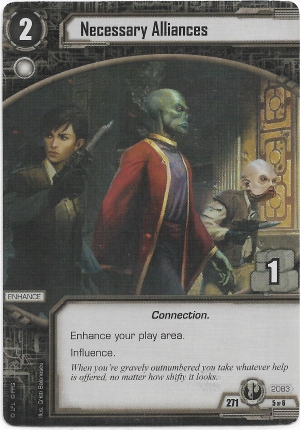 2
Necessary Alliances
1
ENHANCE
Connection.
Enhance your play area.
Influence.
When you're gravely outnumbered you take whatever help
is offered, no matter how shifty it looks.
2083
271
5 of 6